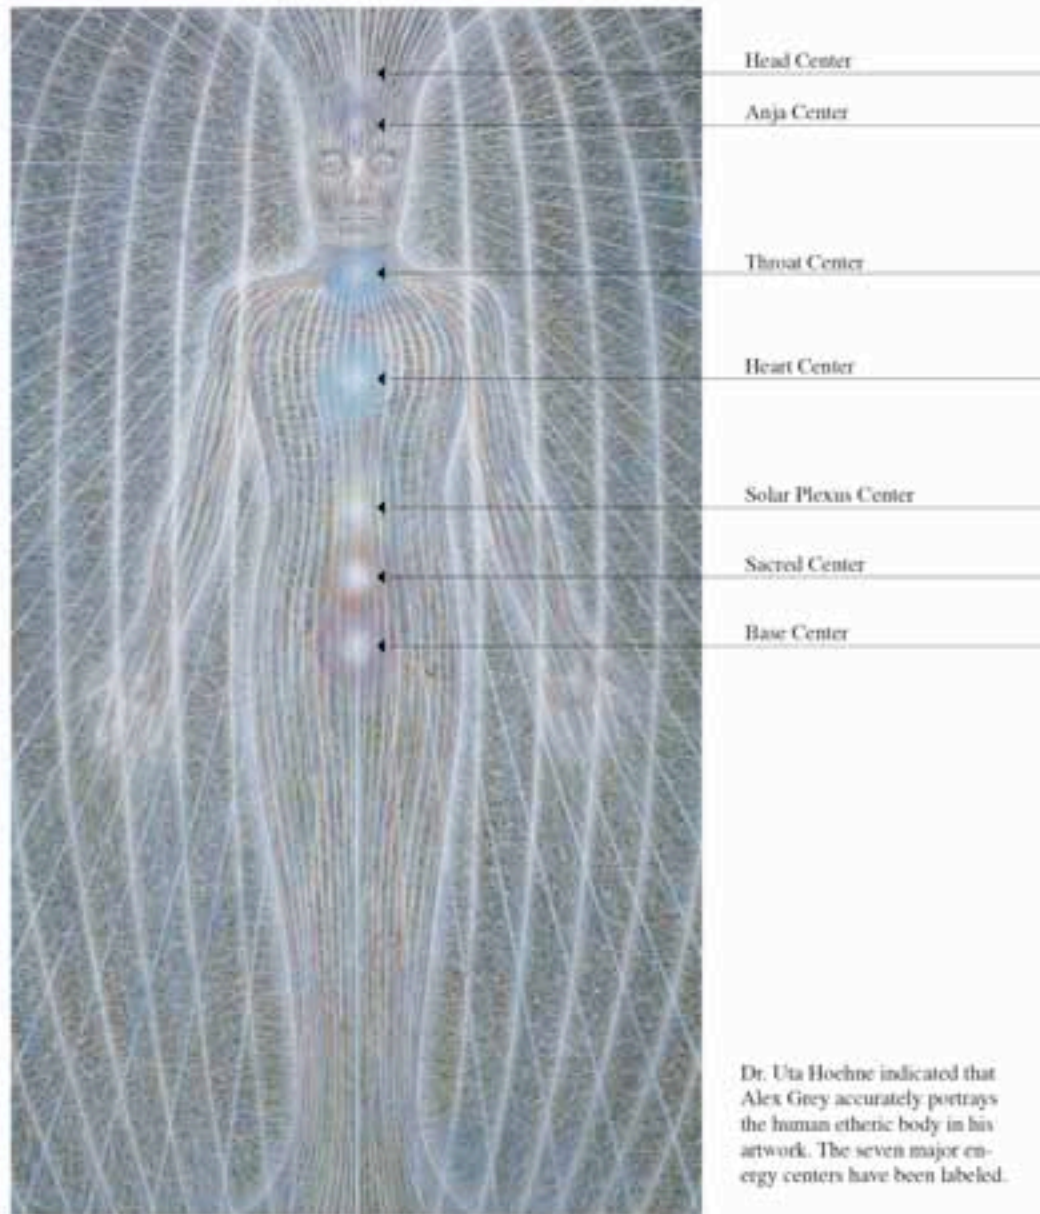 Head Center
Anja Center
Throat Center
Heart Center
Solar Plexus Center
Sacred Center
Base Center
Dr. Uta Hoehne indicated that
Alex Grey accurately portrays
the human etheric body in his
artwork. The seven major en-
ergy centers have been labeled.